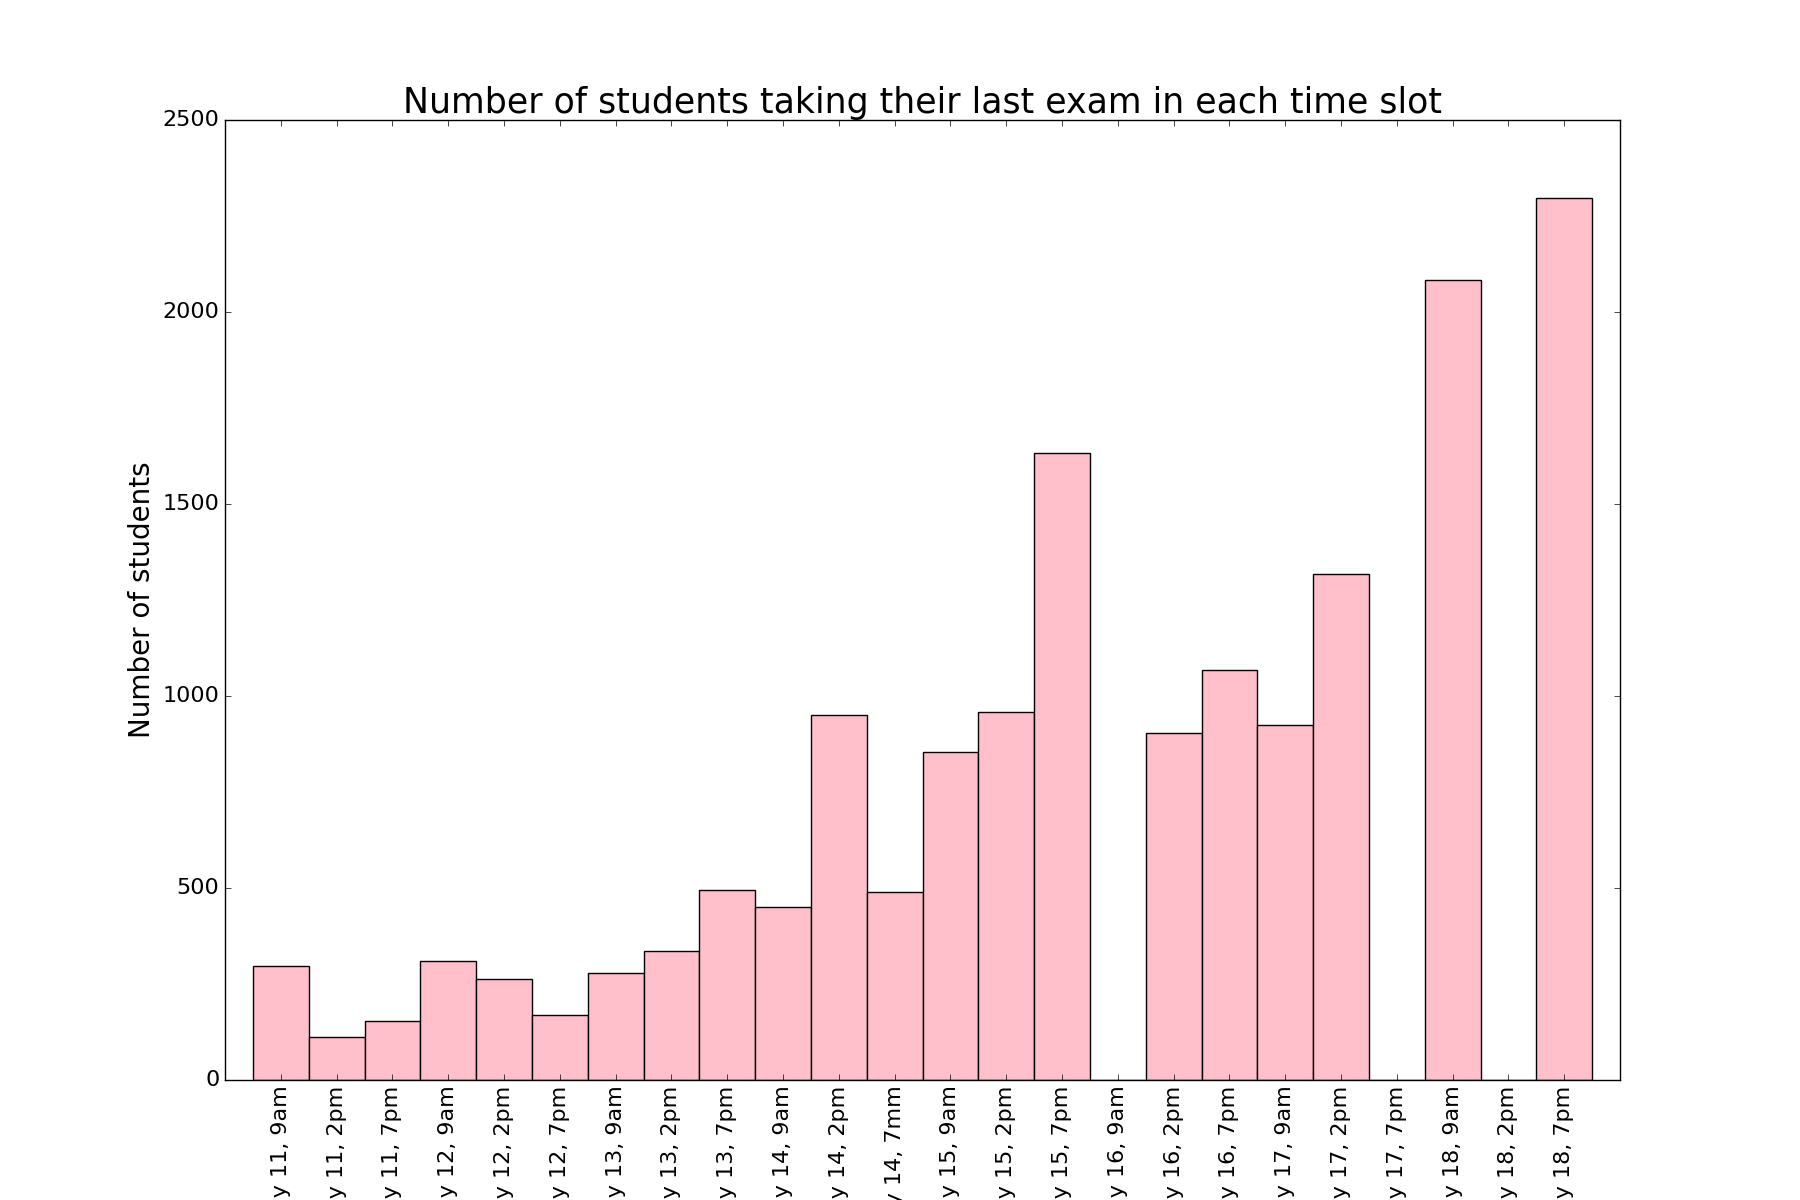 Number of students taking their last exam in each time slot
Number of students
2500
2000
1500
1000
500
0
y 11, 9am
y 11, 2pm
y 11, 7pm
y 12, 9am
y 12, 2pm
y 12, 7pm
y 13, 9am
y 13, 2pm
y 13, 7pm
y 14, 9am
y 14, 2pm
y 14, 7mm
y 15, 9am
y 15, 2pm
y 15, 7pm
y 16, 9am
y 16, 2pm
y 16, 7pm
y 17, 9am
y 17, 2pm
y 17, 7pm
y 18, 9am
y 18, 2pm
y 18, 7pm